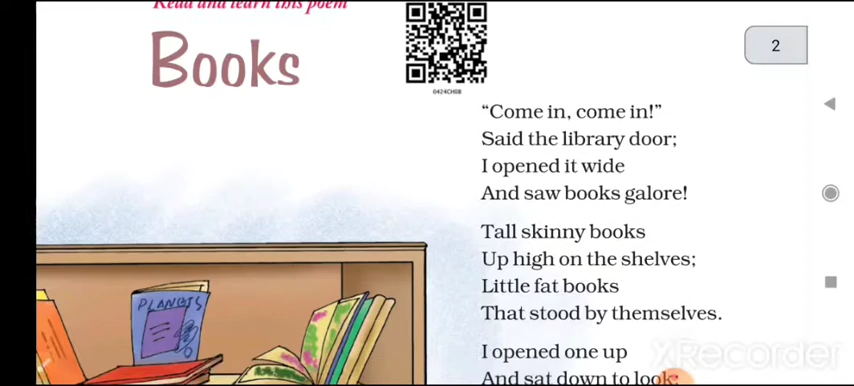 Read and learn this poem
Books
0424CH08
2
"Come in, come in!"
Said the library door;
I opened it wide
And saw books galore!
Tall skinny books
Up high on the shelves;
Little fat books
That stood by themselves.
I opened one up
And sat down to look;
PLANETS
XRecorder